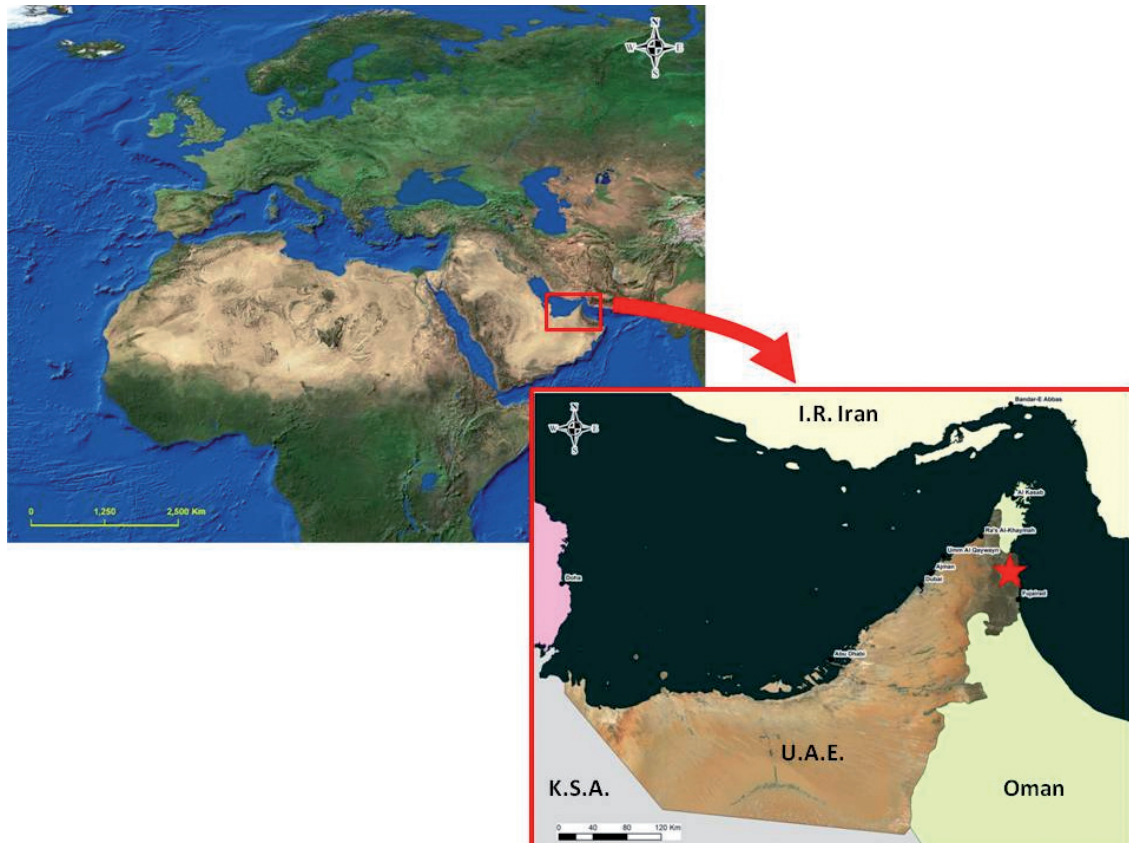 N
W E
S
0 1,250 2,500 Km
N
W E
S
I.R. Iran
Bandar-E Abbas
Al Kasab
Ra's Al-Khaymah
Umm Al Qaywayn
Ajman
Dubai
Doha
Fujairah
Abu Dhabi
U.A.E.
K.S.A.
Oman
0 40 80 120 Km